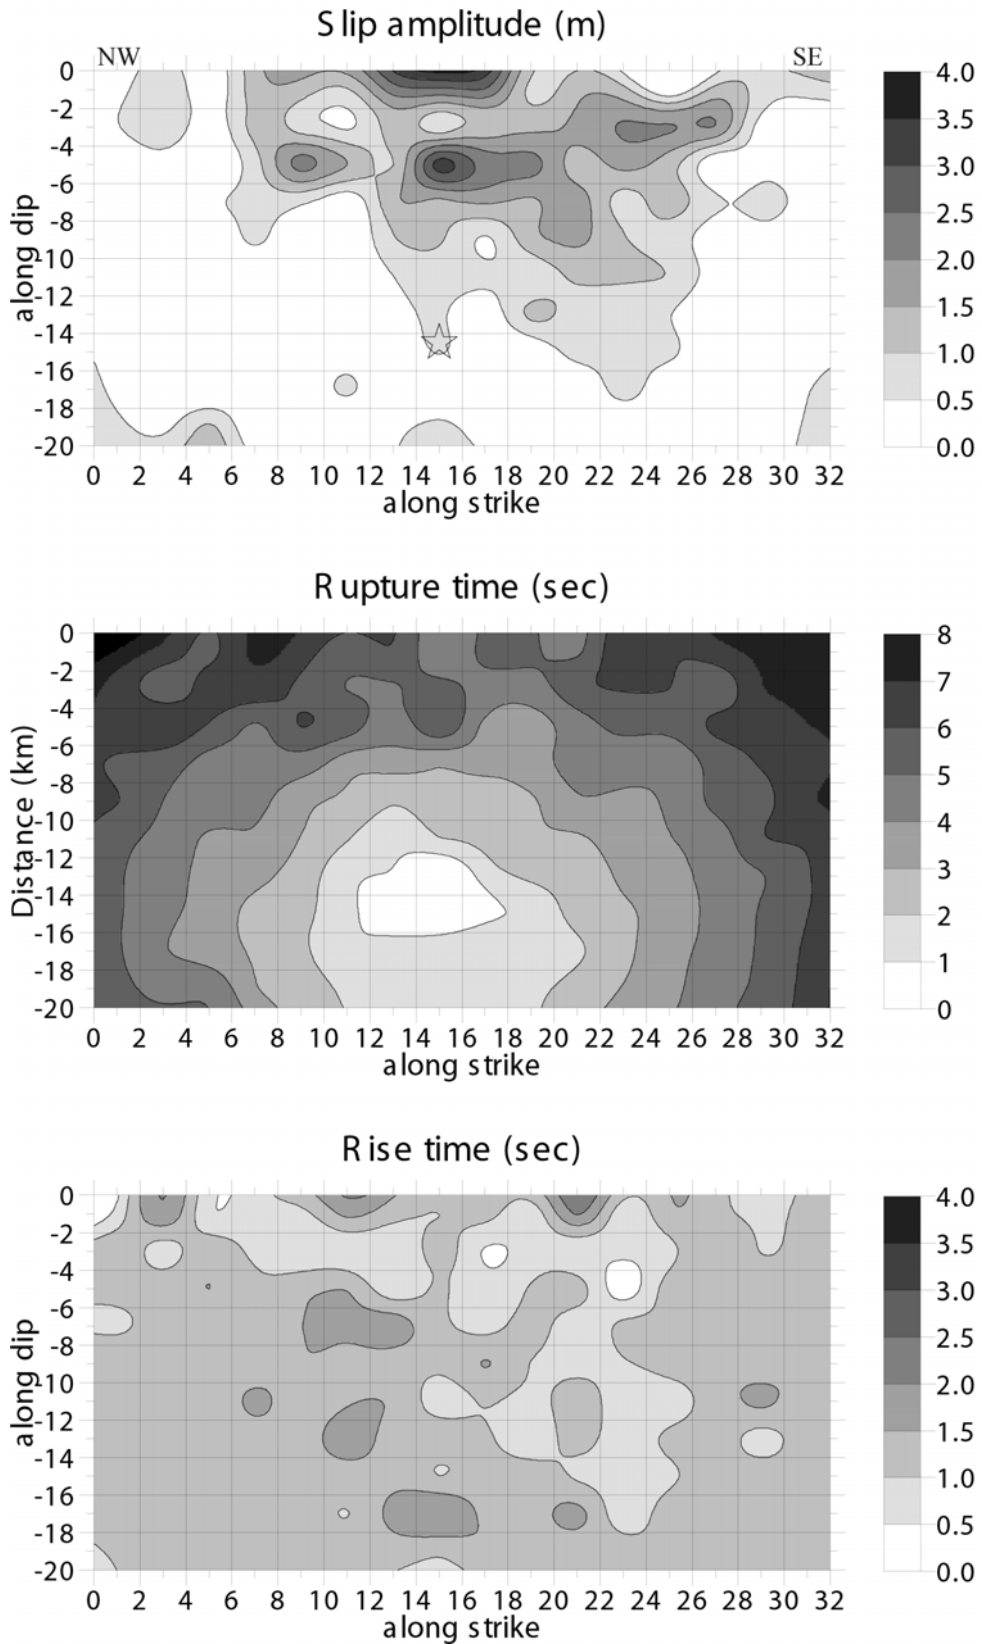 Slip amplitude (m)
NW SE
0 -2 -4 -6 -8 -10 -12 -14 -16 -18 -20
along dip
0 2 4 6 8 10 12 14 16 18 20 22 24 26 28 30 32
along strike
4.0 3.5 3.0 2.5 2.0 1.5 1.0 0.5 0.0
Rupture time (sec)
0 -2 -4 -6 -8 -10 -12 -14 -16 -18 -20
Distance (km)
0 2 4 6 8 10 12 14 16 18 20 22 24 26 28 30 32
along strike
8 7 6 5 4 3 2 1 0
Rise time (sec)
0 -2 -4 -6 -8 -10 -12 -14 -16 -18 -20
along dip
0 2 4 6 8 10 12 14 16 18 20 22 24 26 28 30 32
along strike
4.0 3.5 3.0 2.5 2.0 1.5 1.0 0.5 0.0